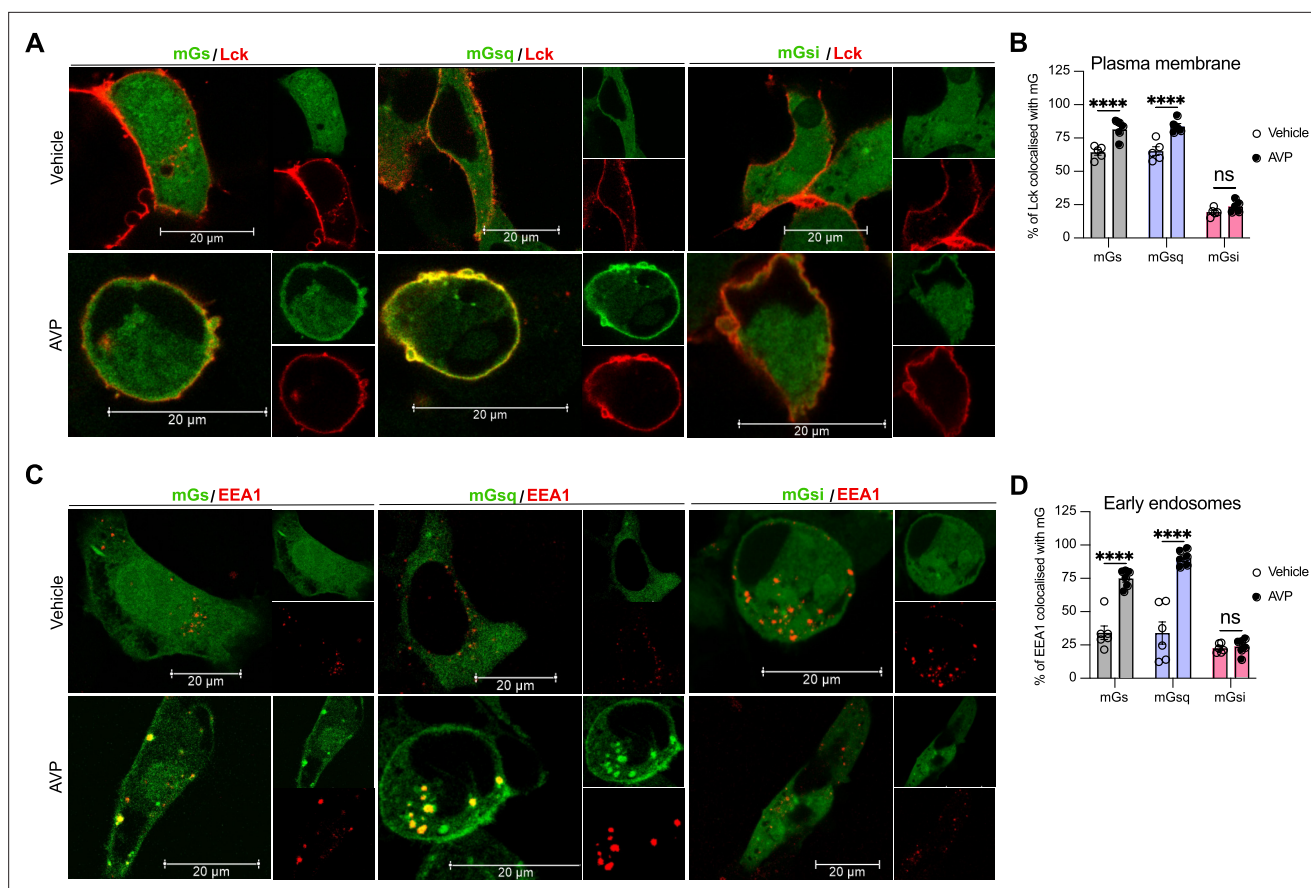 A
mGs/Lck
mGsq/Lck
mGsi/Lck
Vehicle
20 µm
20 µm
20 µm
AVP
20 µm
20 µm
20 µm
B
Plasma membrane
% of Lck colocalised with mG
125
100
75
50
25
0
****
****
ns
mGs
mGsq
mGsi
Vehicle
AVP
C
mGs/EEA1
mGsq/EEA1
mGsi/EEA1
Vehicle
20 µm
20 µm
20 µm
AVP
20 µm
20 µm
20 µm
D
Early endosomes
% of EEA1 colocalised with mG
125
100
75
50
25
0
****
****
ns
mGs
mGsq
mGsi
Vehicle
AVP